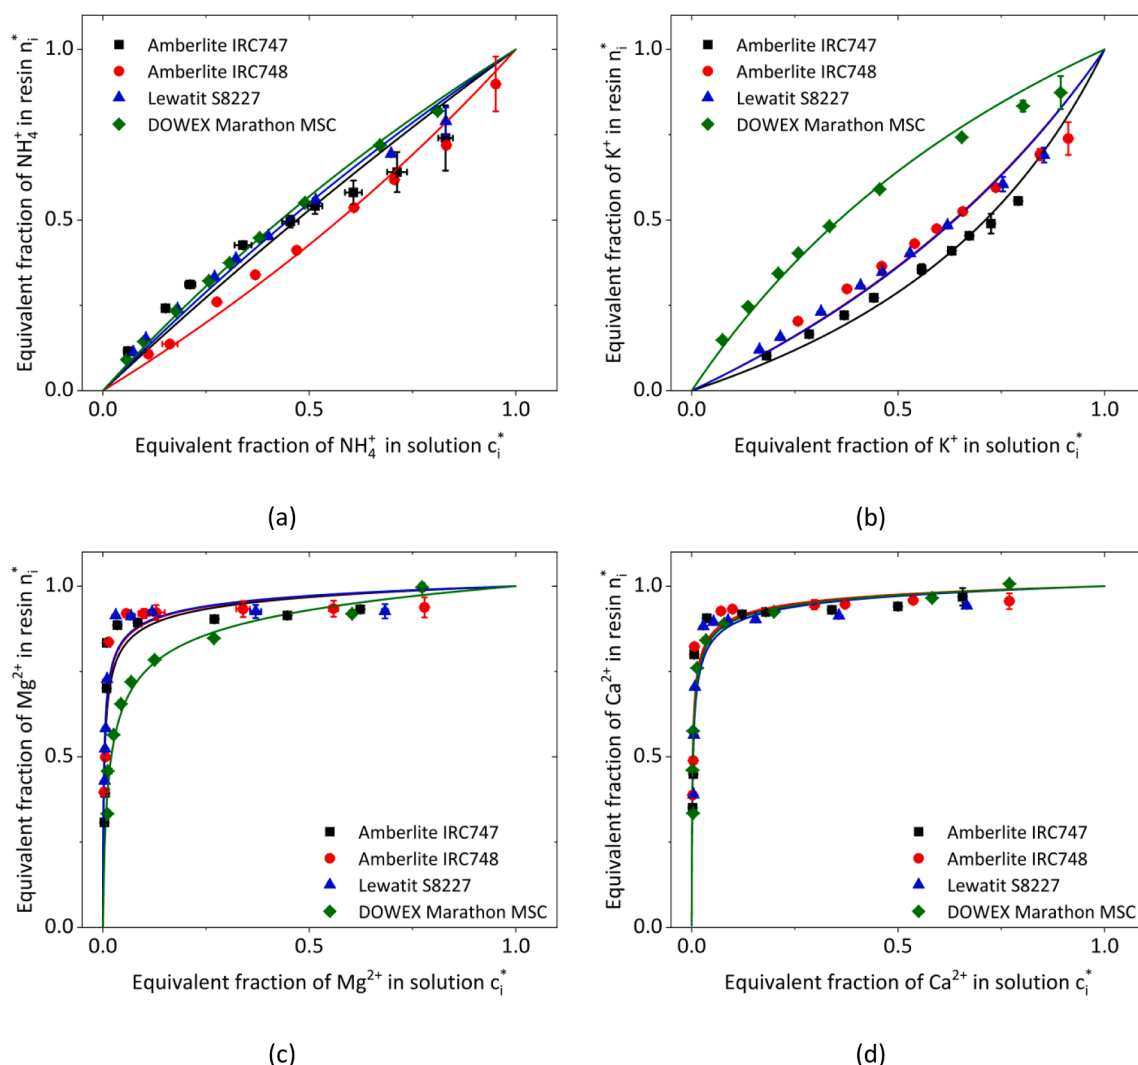 Equivalent fraction of NH₄⁺ in resin nᵢ*
1.0
0.5
0.0
Amberlite IRC747
Amberlite IRC748
Lewatit S8227
DOWEX Marathon MSC
0.0 0.5 1.0
Equivalent fraction of NH₄⁺ in solution cᵢ*
(a)
Equivalent fraction of K⁺ in resin nᵢ*
1.0
0.5
0.0
Amberlite IRC747
Amberlite IRC748
Lewatit S8227
DOWEX Marathon MSC
0.0 0.5 1.0
Equivalent fraction of K⁺ in solution cᵢ*
(b)
Equivalent fraction of Mg²⁺ in resin nᵢ*
1.0
0.5
0.0
Amberlite IRC747
Amberlite IRC748
Lewatit S8227
DOWEX Marathon MSC
0.0 0.5 1.0
Equivalent fraction of Mg²⁺ in solution cᵢ*
(c)
Equivalent fraction of Ca²⁺ in resin nᵢ*
1.0
0.5
0.0
Amberlite IRC747
Amberlite IRC748
Lewatit S8227
DOWEX Marathon MSC
0.0 0.5 1.0
Equivalent fraction of Ca²⁺ in solution cᵢ*
(d)